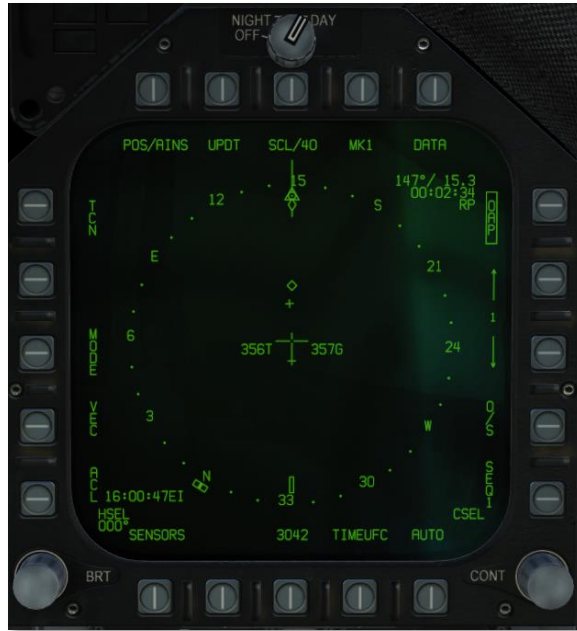 NIGHT DAY
OFF
POS/AINS UPDT SCL/40 MK1 DATA
147°/ 15.3
00:02:34
RP
TCN
OAP
15
12
S
E
21
1
6
MODE
356T 357G
24
VEC
3
W
O/S
N
30
33
ACL
16:00:47EI
SEQ1
HSEL
000°
CSEL
SENSORS 3042 TIMEUFC AUTO
BRT CONT